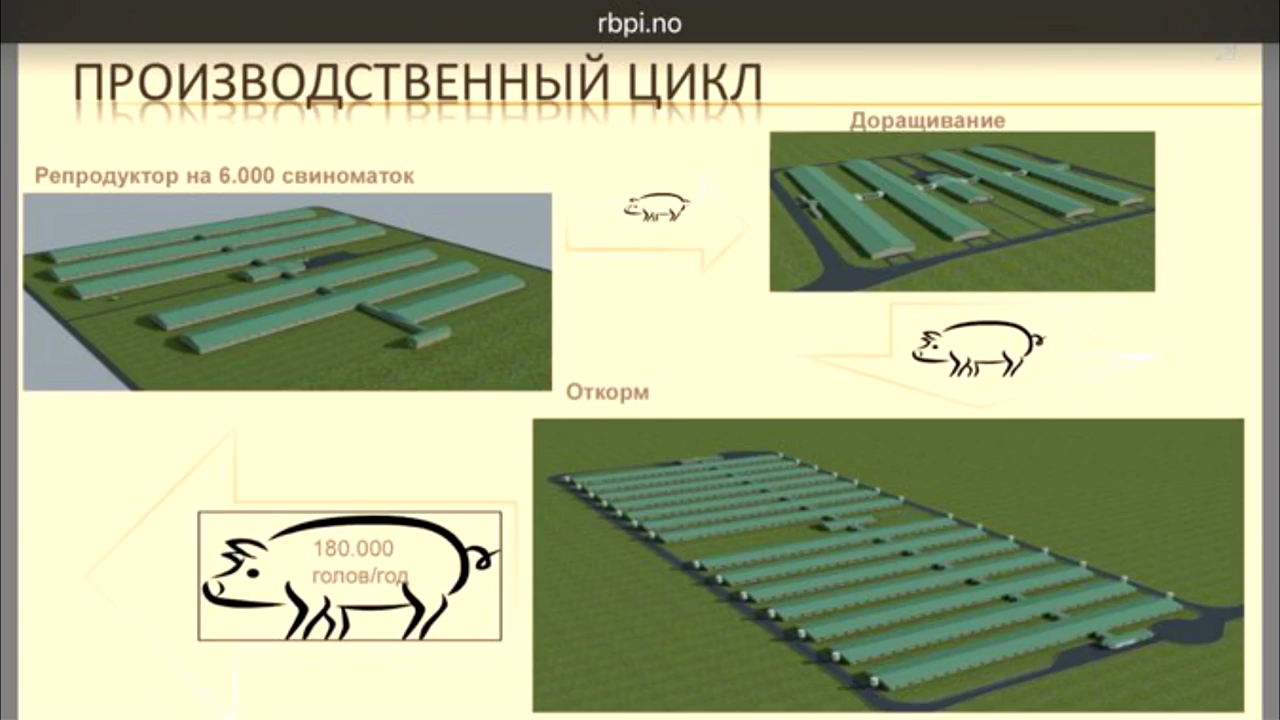 rbpi.no
ПРОИЗВОДСТВЕННЫЙ ЦИКЛ
Доращивание
Репродуктор на 6.000 свиноматок
Откорм
180.000
голов/год